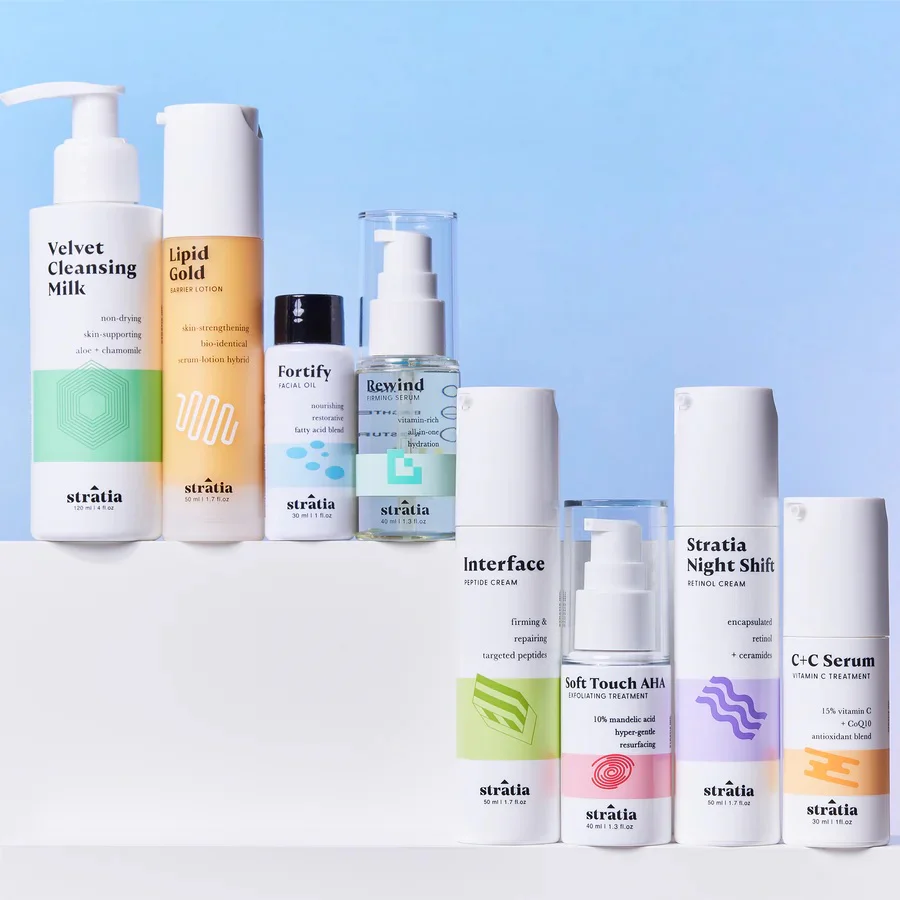 Velvet
Cleansing
Milk
non-drying
skin-supporting
aloe + chamomile
stratia
120 ml | 4 fl.oz
Lipid
Gold
BARRIER LOTION
skin-strengthening
bio-identical
serum-lotion hybrid
stratia
50 ml | 1.7 fl.oz
Fortify
FACIAL OIL
nourishing
restorative
fatty acid blend
stratia
30 ml | 1 fl.oz
Rewind
FIRMING SERUM
vitamin-rich
all-in-one
hydration
stratia
40 ml | 1.3 fl.oz
Interface
PEPTIDE CREAM
firming &
repairing
targeted peptides
stratia
50 ml | 1.7 fl.oz
Soft Touch AHA
EXFOLIATING TREATMENT
10% mandelic acid
hyper-gentle
resurfacing
stratia
40 ml | 1.3 fl.oz
Stratia
Night Shift
RETINOL CREAM
encapsulated
retinol
+ ceramides
stratia
50 ml | 1.7 fl.oz
C+C Serum
VITAMIN C TREATMENT
15% vitamin C
+ CoQ10
antioxidant blend
stratia
30 ml | 1 fl.oz